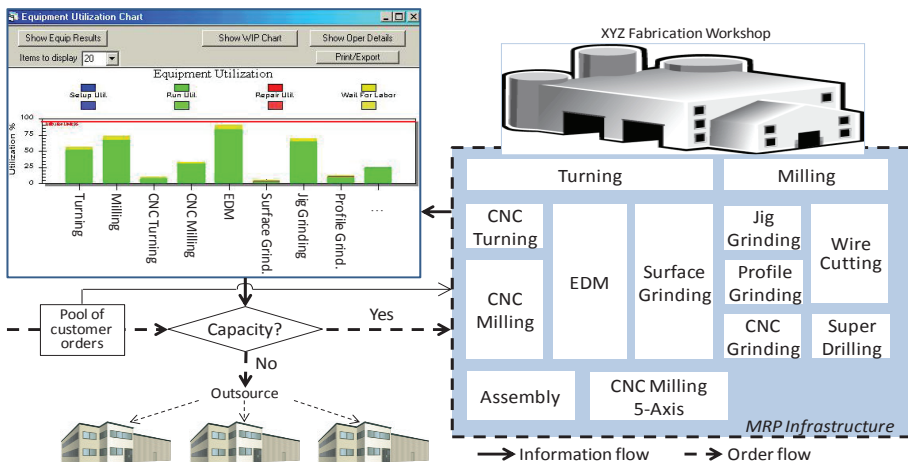 Equipment Utilization Chart
Show Equip Results
Show WIP Chart
Show Oper Details
Items to display 20
Print/Export
Equipment Utilization
Setup Util.
Run Util.
Repair Util.
Wait For Labor
100
75
50
25
0
Utilization %
Turning
Milling
CNC Turning
CNC Milling
EDM
Surface Grind.
Jig Grinding
Profile Grind.
...
XYZ Fabrication Workshop
Turning
Milling
CNC
Turning
CNC
Milling
EDM
Surface
Grinding
Jig
Grinding
Profile
Grinding
CNC
Grinding
Wire
Cutting
Super
Drilling
Assembly
CNC Milling
5-Axis
MRP Infrastructure
Pool of
customer
orders
Capacity?
Yes
No
Outsource
Information flow
Order flow